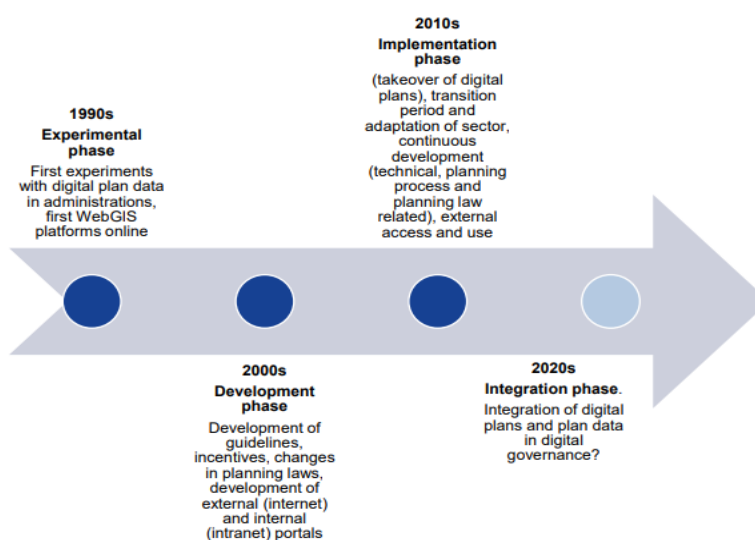 1990s
Experimental
phase
First experiments
with digital plan data
in administrations,
first WebGIS
platforms online
2000s
Development
phase
Development of
guidelines,
incentives, changes
in planning laws,
development of
external (internet)
and internal
(intranet) portals
2010s
Implementation
phase
(takeover of digital
plans), transition
period and
adaptation of sector,
continuous
development
(technical, planning
process and
planning law
related), external
access and use
2020s
Integration phase.
Integration of digital
plans and plan data
in digital
governance?